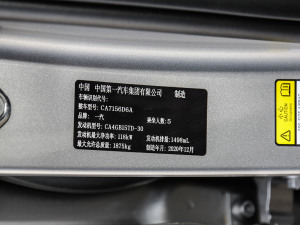 中国 中国第一汽车集团有限公司 制造
车辆识别代号:
整车型号: CA7156D6A
品牌: 一汽 乘坐人数: 5
发动机型号: CA4GB15TD-30
发动机最大净功率: 118kW 发动机排量: 1498mL
最大允许总质量: 1875kg 制造年月: 2020年12月
小心
CAUTION